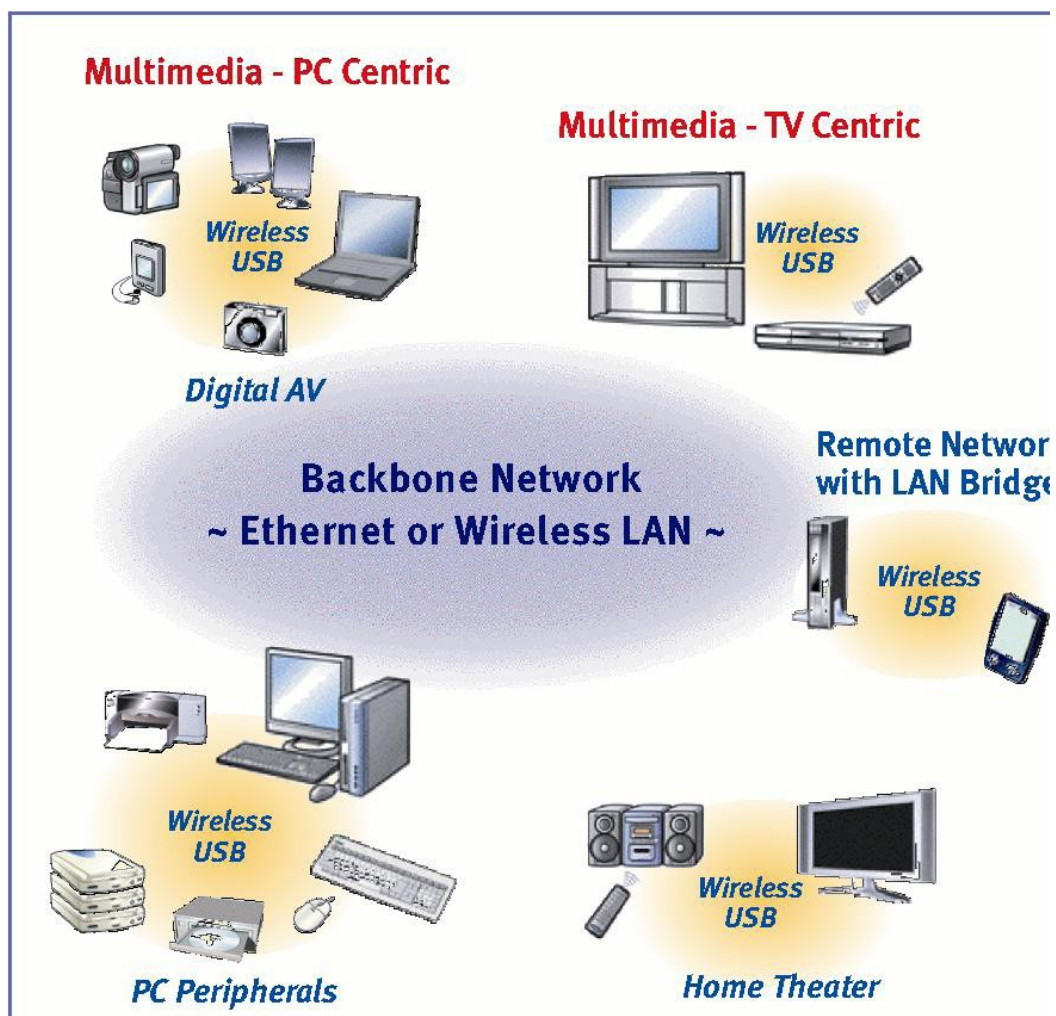 Multimedia - PC Centric
Multimedia - TV Centric
Wireless
USB
Wireless
USB
Digital AV
Backbone Network
~ Ethernet or Wireless LAN ~
Remote Networ
with LAN Bridge
Wireless
USB
Wireless
USB
Wireless
USB
PC Peripherals
Home Theater